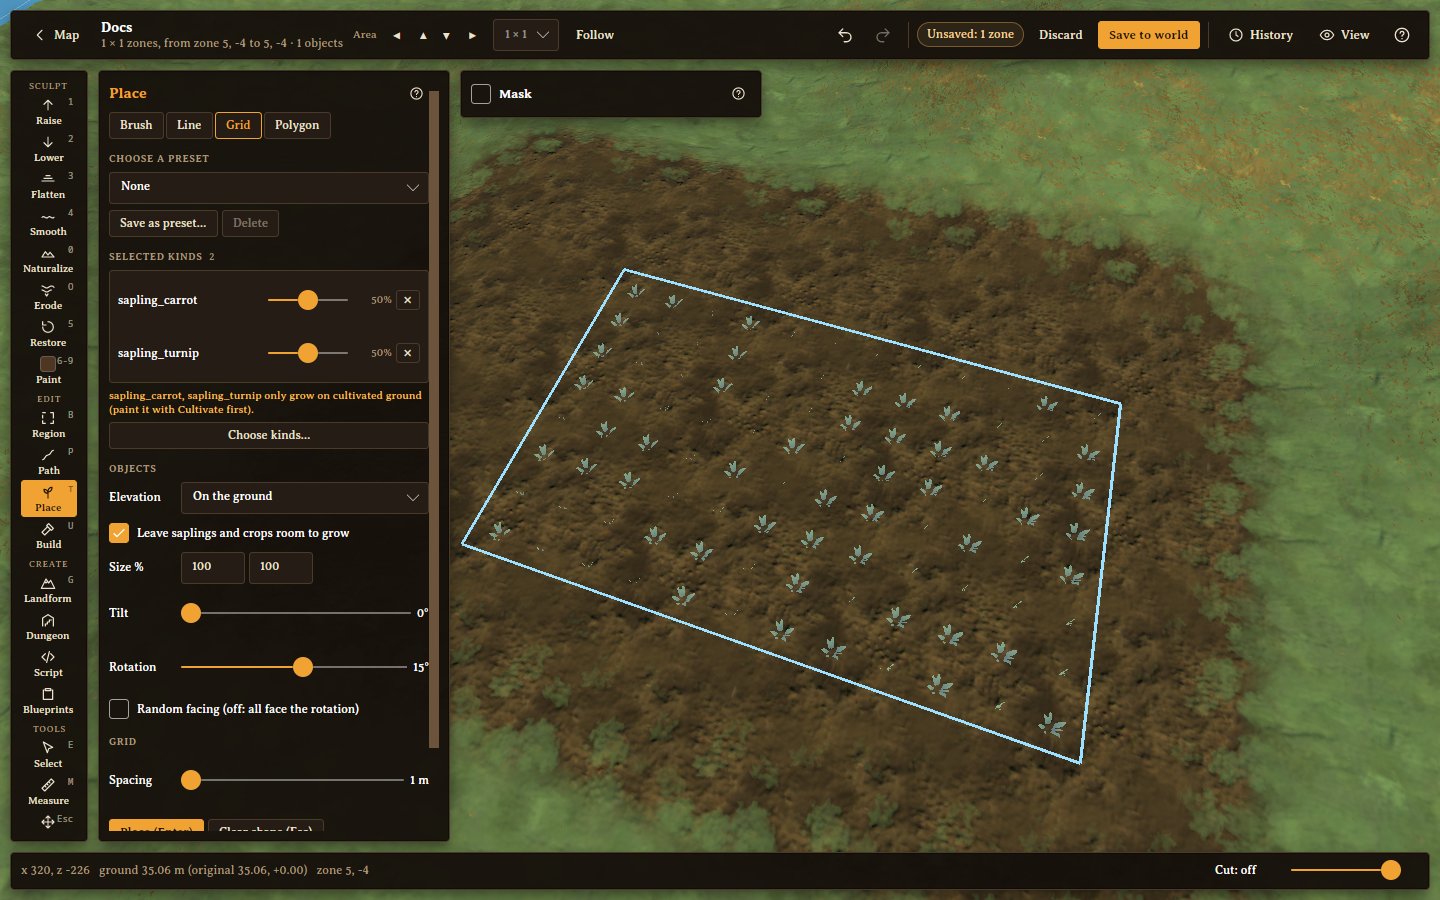 Map
Docs
1 × 1 zones, from zone 5, -4 to 5, -4 · 1 objects
Area
1 × 1
Follow
Unsaved: 1 zone
Discard
Save to world
History
View
SCULPT
Raise 1
Lower 2
Flatten 3
Smooth 4
Naturalize 0
Erode O
Restore 5
Paint 6-9
EDIT
Region B
Path P
Place T
Build U
CREATE
Landform G
Dungeon
Script
Blueprints
TOOLS
Select E
Measure M
Esc
Place
Brush Line Grid Polygon
CHOOSE A PRESET
None
Save as preset... Delete
SELECTED KINDS 2
sapling_carrot 50%
sapling_turnip 50%
sapling_carrot, sapling_turnip only grow on cultivated ground
(paint it with Cultivate first).
Choose kinds...
OBJECTS
Elevation On the ground
Leave saplings and crops room to grow
Size % 100 100
Tilt 0°
Rotation 15°
Random facing (off: all face the rotation)
GRID
Spacing 1 m
Place (Enter) Clear shape (Esc)
Mask
x 320, z -226 ground 35.06 m (original 35.06, +0.00) zone 5, -4
Cut: off